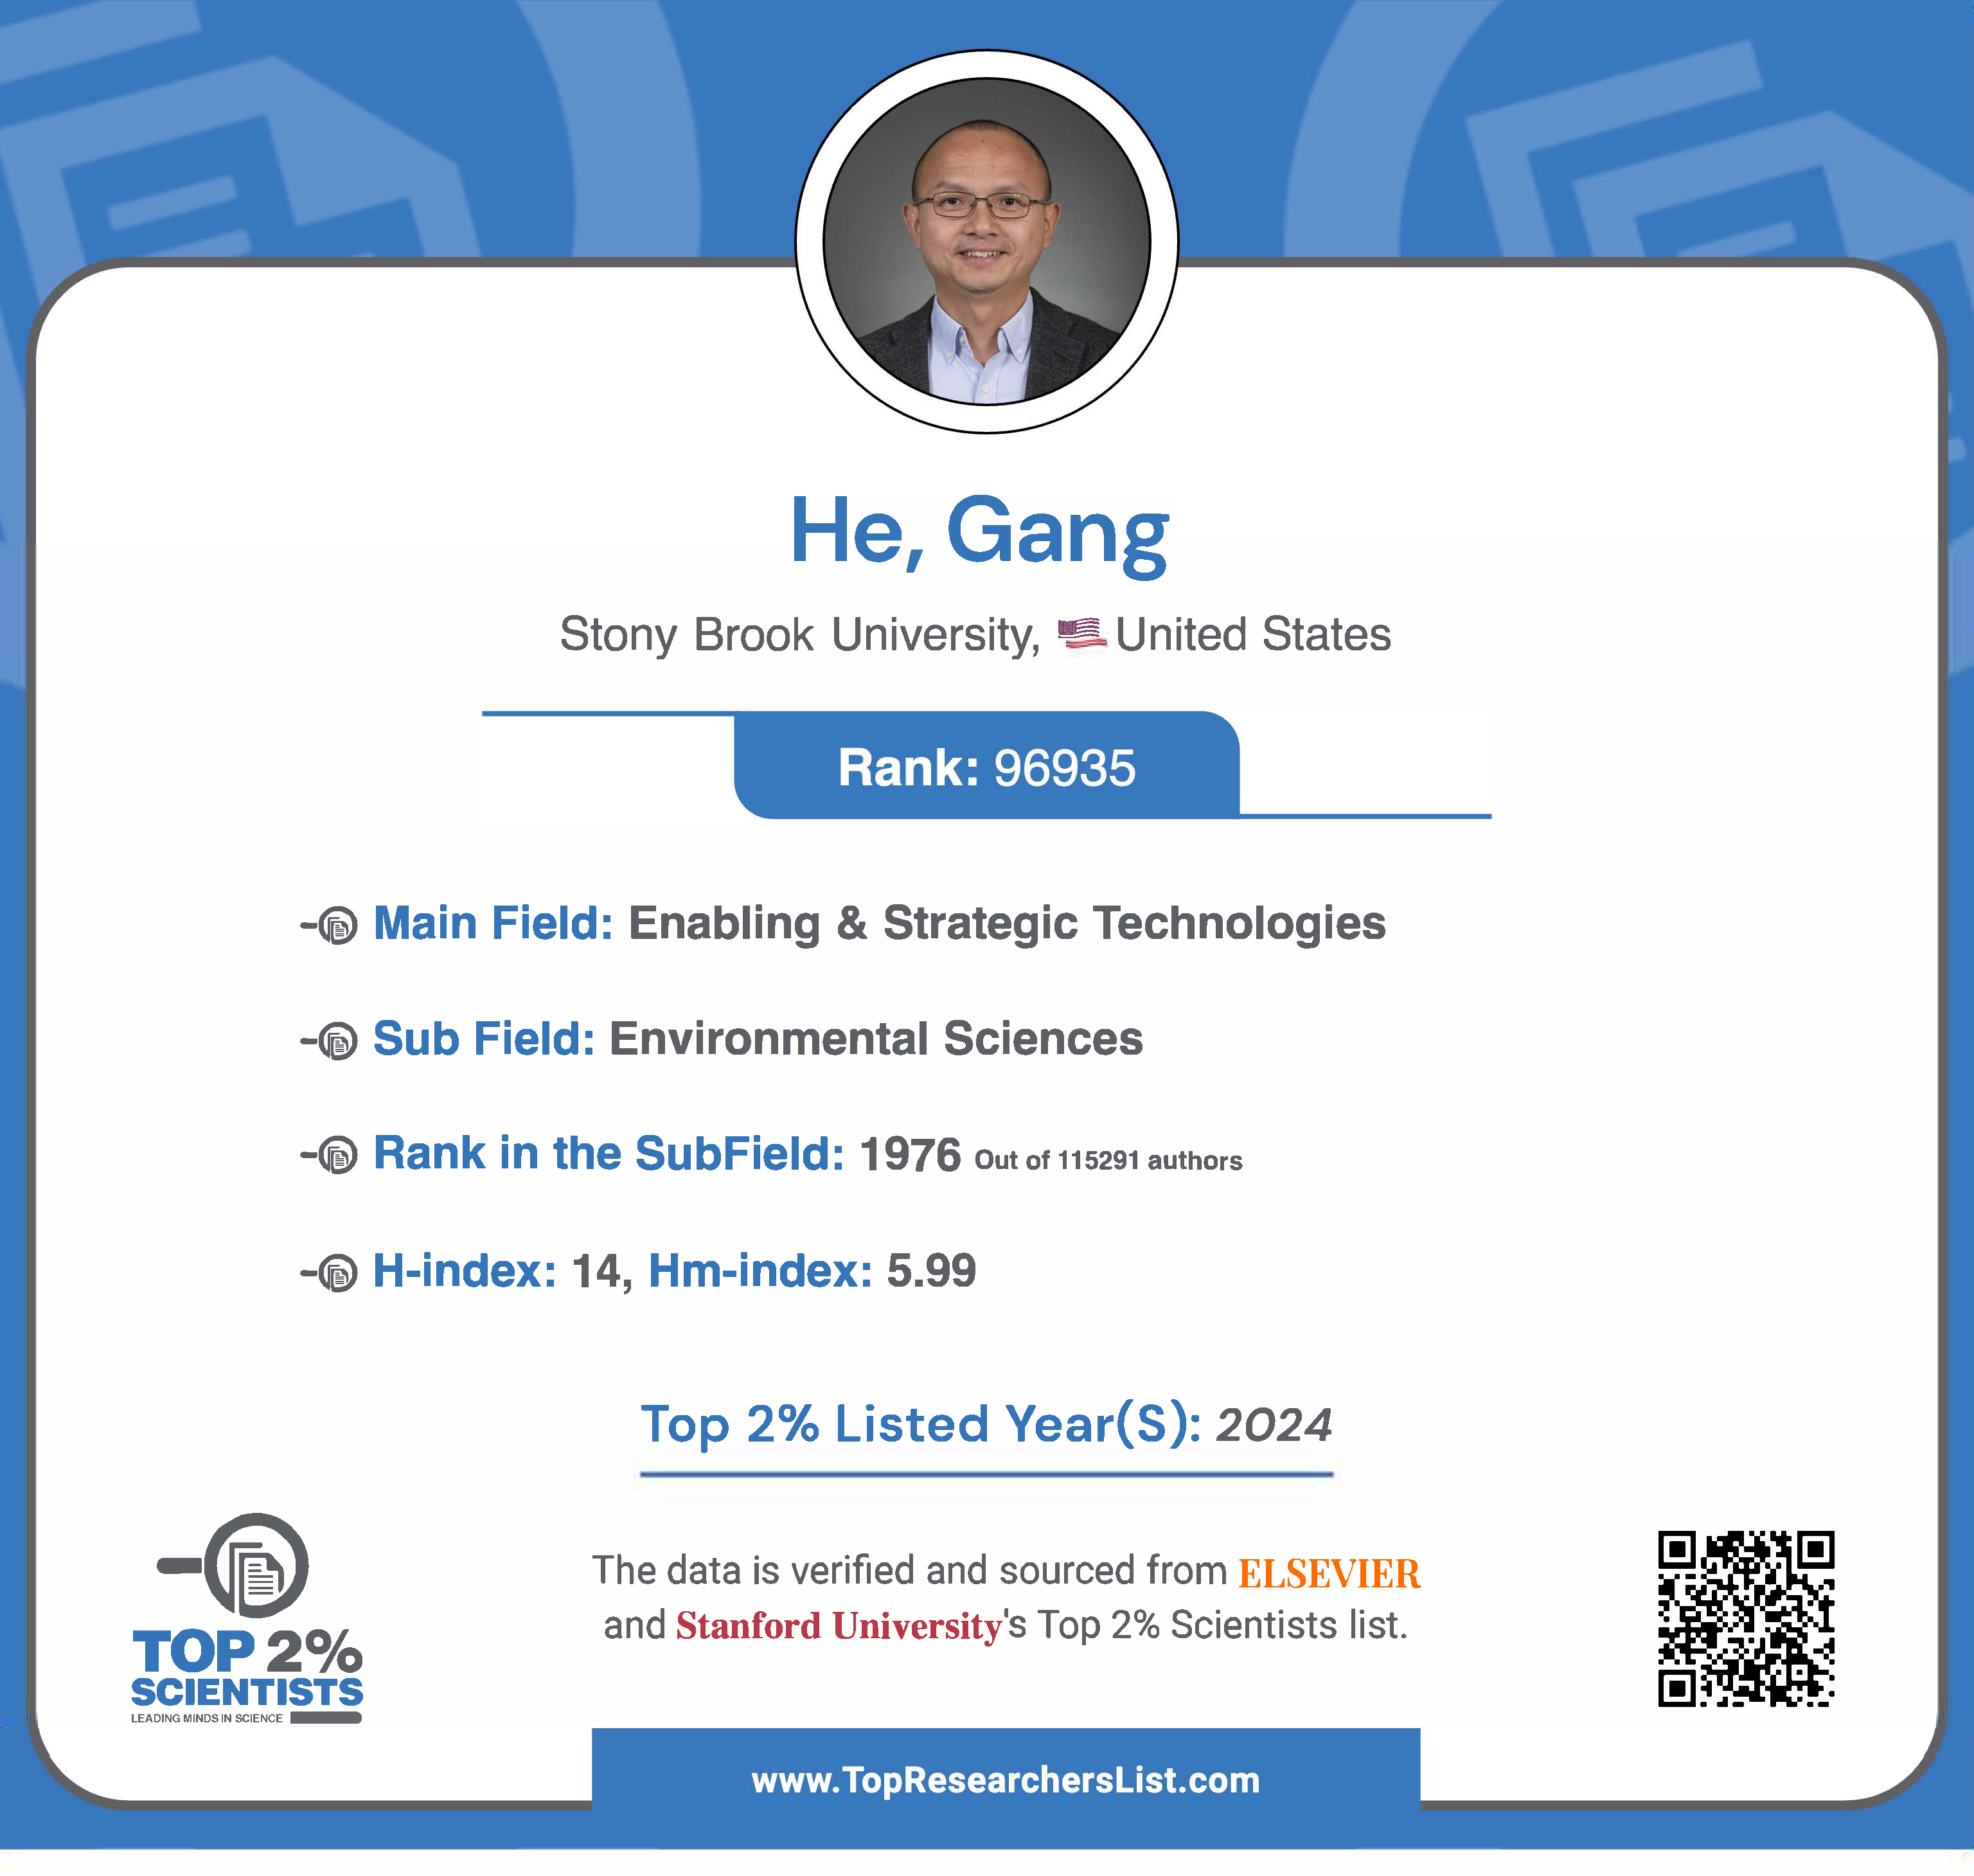 He, Gang
Stony Brook University, United States
Rank: 96935
Main Field: Enabling & Strategic Technologies
Sub Field: Environmental Sciences
Rank in the SubField: 1976 Out of 115291 authors
H-index: 14, Hm-index: 5.99
Top 2% Listed Year(S): 2024
The data is verified and sourced from ELSEVIER
and Stanford University's Top 2% Scientists list.
TOP 2%
SCIENTISTS
LEADING MINDS IN SCIENCE
www.TopResearchersList.com